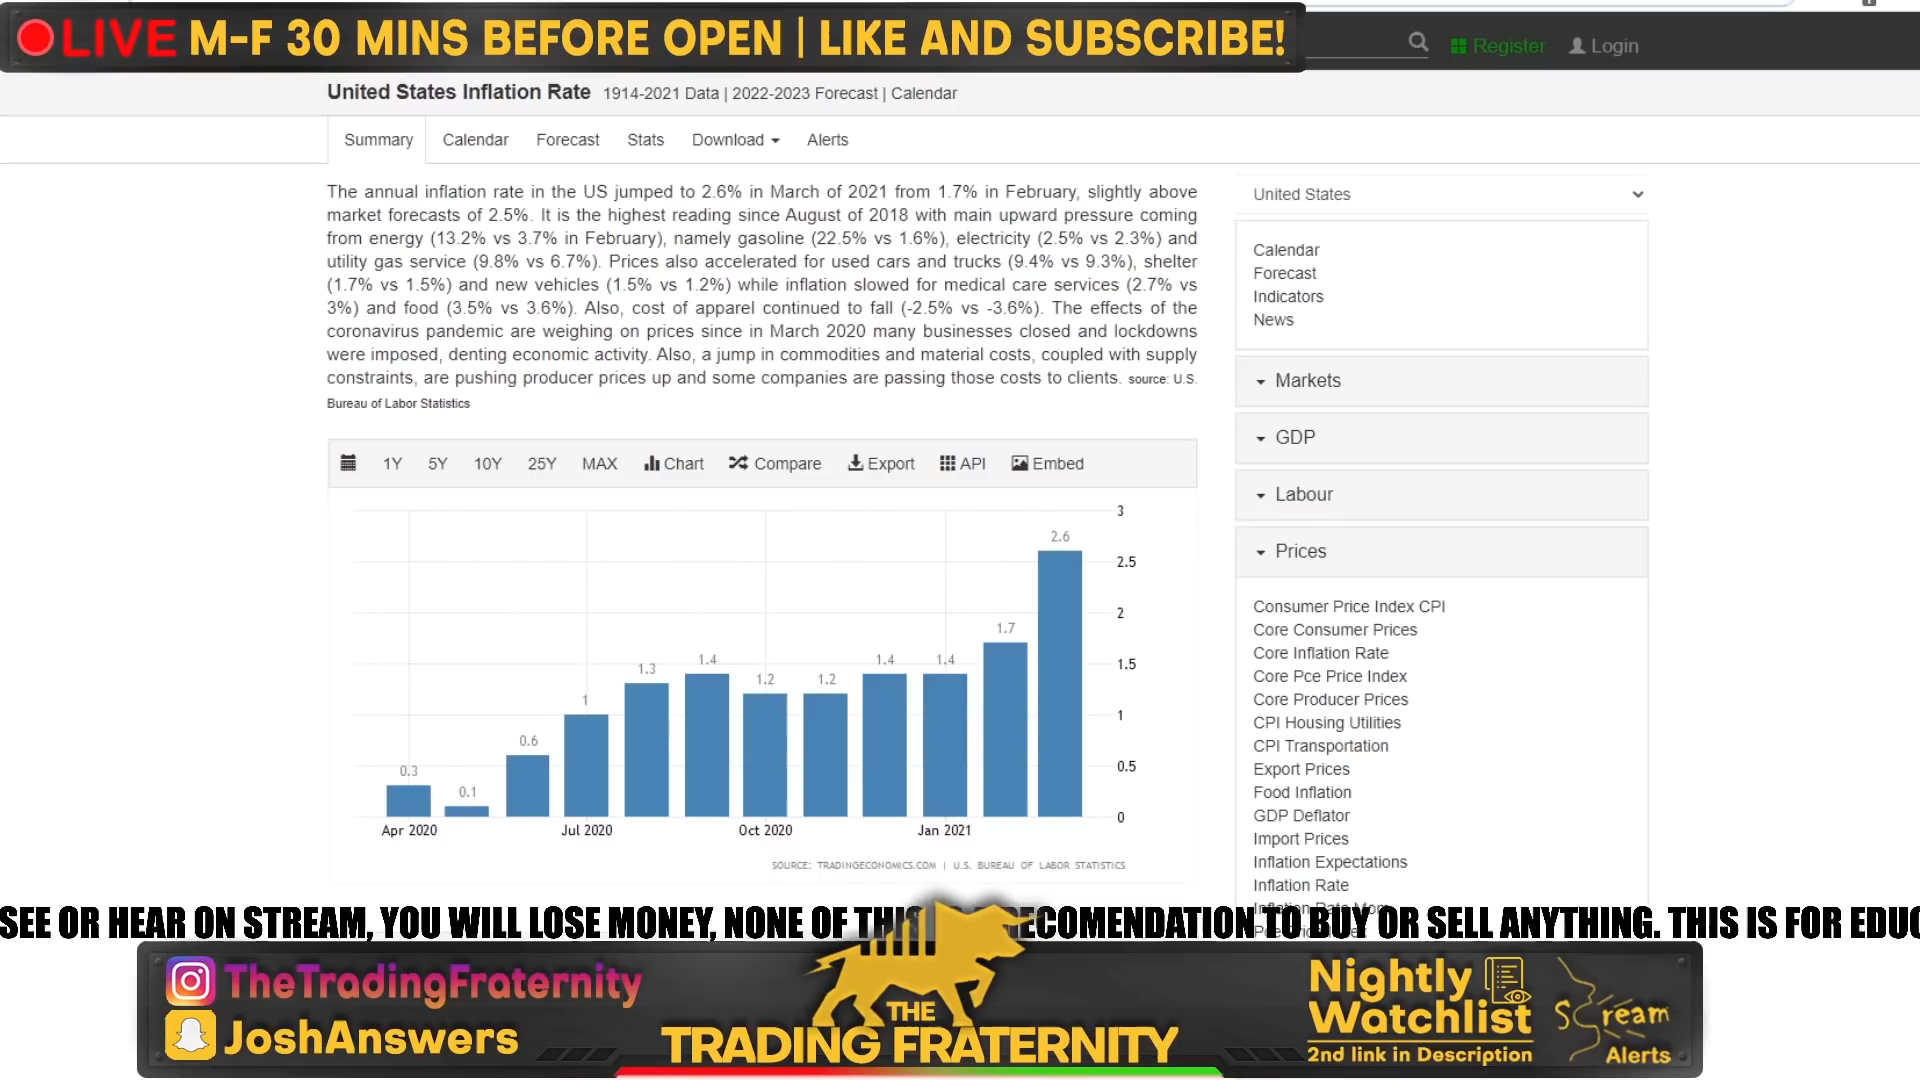 LIVE M-F 30 MINS BEFORE OPEN | LIKE AND SUBSCRIBE!
Register
Login
United States Inflation Rate 1914-2021 Data | 2022-2023 Forecast | Calendar
Summary Calendar Forecast Stats Download Alerts
The annual inflation rate in the US jumped to 2.6% in March of 2021 from 1.7% in February, slightly above
market forecasts of 2.5%. It is the highest reading since August of 2018 with main upward pressure coming
from energy (13.2% vs 3.7% in February), namely gasoline (22.5% vs 1.6%), electricity (2.5% vs 2.3%) and
utility gas service (9.8% vs 6.7%). Prices also accelerated for used cars and trucks (9.4% vs 9.3%), shelter
(1.7% vs 1.5%) and new vehicles (1.5% vs 1.2%) while inflation slowed for medical care services (2.7% vs
3%) and food (3.5% vs 3.6%). Also, cost of apparel continued to fall (-2.5% vs -3.6%). The effects of the
coronavirus pandemic are weighing on prices since in March 2020 many businesses closed and lockdowns
were imposed, denting economic activity. Also, a jump in commodities and material costs, coupled with supply
constraints, are pushing producer prices up and some companies are passing those costs to clients. source: U.S.
Bureau of Labor Statistics
1Y 5Y 10Y 25Y MAX Chart Compare Export API Embed
3
2.5
2
1.5
1
0.5
0
0.3
0.1
0.6
1
1.3
1.4
1.2
1.2
1.4
1.4
1.7
2.6
Apr 2020 Jul 2020 Oct 2020 Jan 2021
SOURCE: TRADINGECONOMICS.COM | U.S. BUREAU OF LABOR STATISTICS
United States
Calendar
Forecast
Indicators
News
Markets
GDP
Labour
Prices
Consumer Price Index CPI
Core Consumer Prices
Core Inflation Rate
Core Pce Price Index
Core Producer Prices
CPI Housing Utilities
CPI Transportation
Export Prices
Food Inflation
GDP Deflator
Import Prices
Inflation Expectations
Inflation Rate
SEE OR HEAR ON STREAM, YOU WILL LOSE MONEY, NONE OF TO BUY OR SELL ANYTHING. THIS IS FOR
TheTradingFraternity
JoshAnswers
THE
TRADING FRATERNITY
Nightly
Watchlist
2nd link in Description
Scream
Alerts